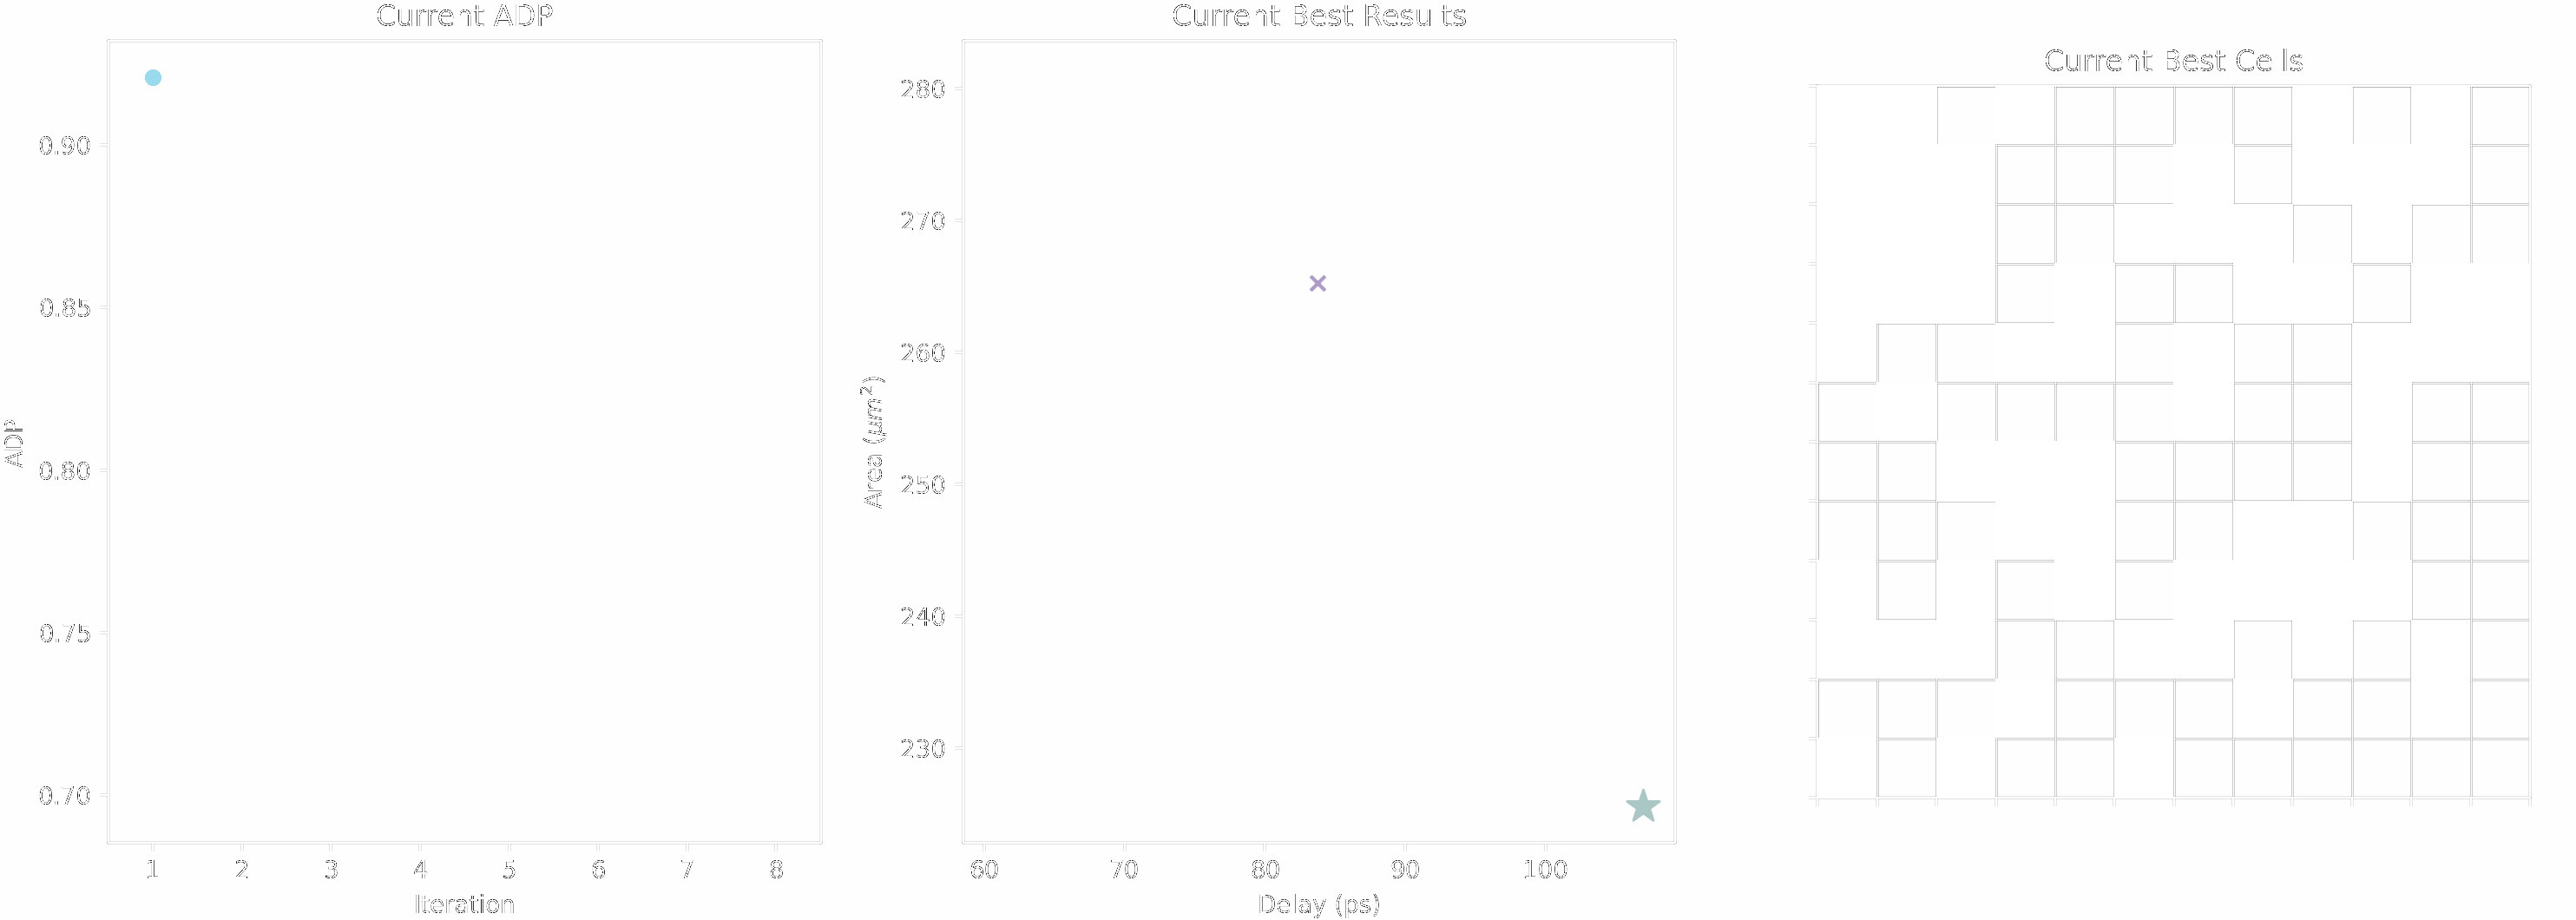 Current ADP
0.90
0.85
0.80
0.75
0.70
ADP
1 2 3 4 5 6 7 8
Iteration
Current Best Results
280
270
260
250
240
230
Area (μm²)
60 70 80 90 100
Delay (ps)
Current Best Cells